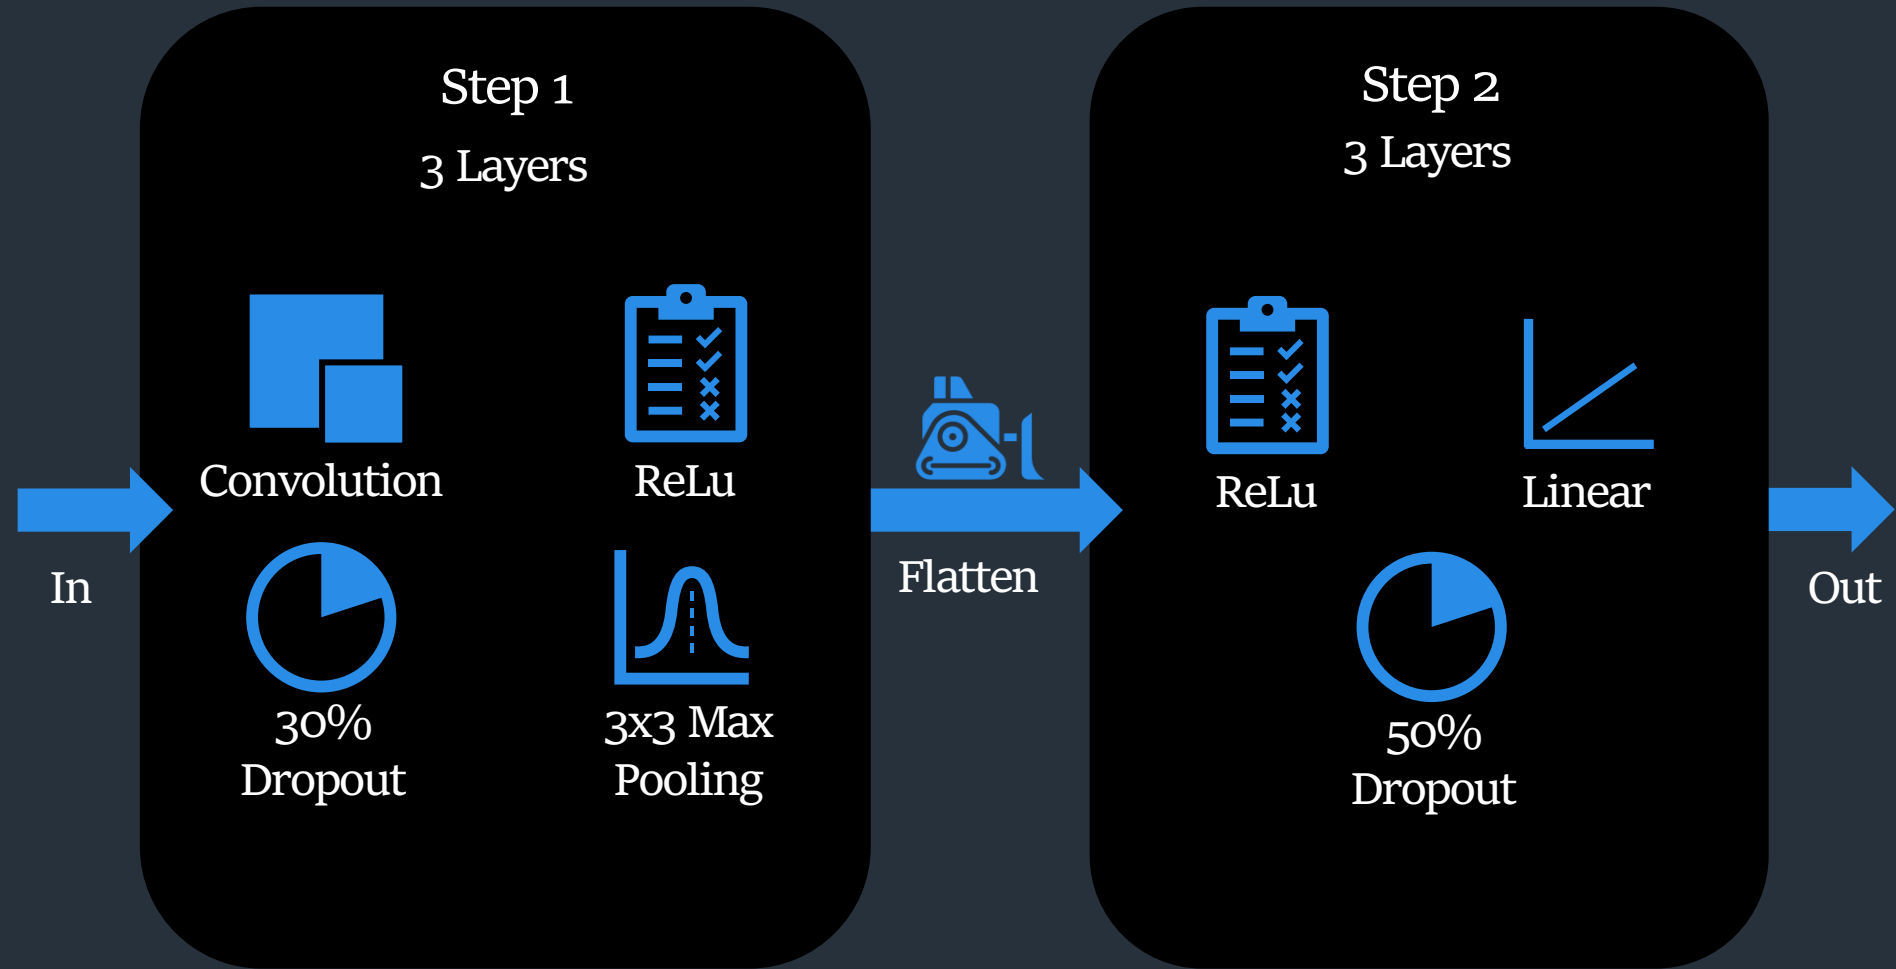 Step 1
3 Layers
Convolution
ReLu
30%
Dropout
3x3 Max
Pooling
In
Flatten
Step 2
3 Layers
ReLu
Linear
50%
Dropout
Out